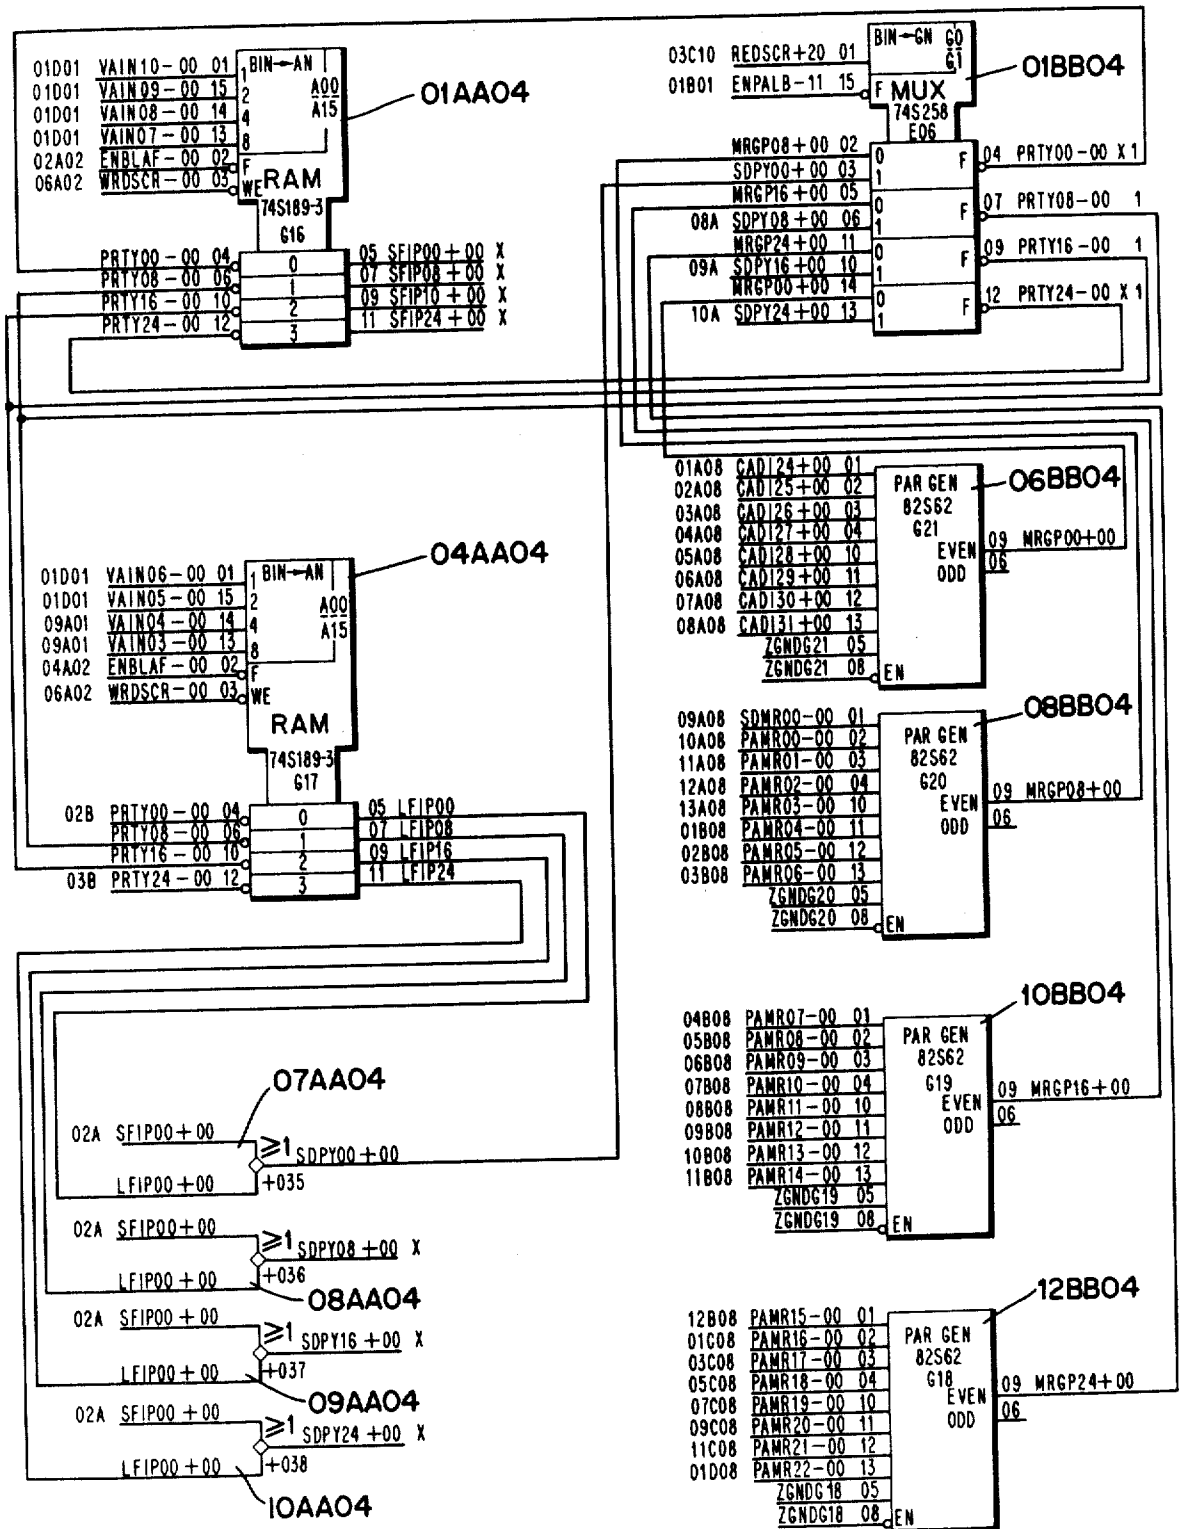 01D01 VAIN10-00 01
01D01 VAIN09-00 15
01D01 VAIN08-00 14
01D01 VAIN07-00 13
02A02 ENBLAF-00 02
06A02 WRDSCR-00 03
1
2
4
8
F
WE
BIN→AN
A00
A15
RAM
74S189-3
G16
01AA04
PRTY00-00 04
PRTY08-00 06
PRTY16-00 10
PRTY24-00 12
0
1
2
3
05 SFIP00+00 X
07 SFIP08+00 X
09 SFIP10+00 X
11 SFIP24+00 X
03C10 REDSCR+20 01
01B01 ENPALB-11 15
BIN→GN
G0
G1
F MUX
74S258
E06
01BB04
MRGP08+00 02
SDPY00+00 03
MRGP16+00 05
08A SDPY08+00 06
MRGP24+00 11
09A SDPY16+00 10
MRGP00+00 14
10A SDPY24+00 13
0
1
0
1
0
1
0
1
F 04 PRTY00-00 X 1
F 07 PRTY08-00 1
F 09 PRTY16-00 1
F 12 PRTY24-00 X 1
01D01 VAIN06-00 01
01D01 VAIN05-00 15
09A01 VAIN04-00 14
09A01 VAIN03-00 13
04A02 ENBLAF-00 02
06A02 WRDSCR-00 03
1
2
4
8
F
WE
BIN→AN
A00
A15
RAM
74S189-3
G17
04AA04
02B PRTY00-00 04
PRTY08-00 06
PRTY16-00 10
03B PRTY24-00 12
0
1
2
3
05 LFIP00
07 LFIP08
09 LFIP16
11 LFIP24
01A08 CADI24+00 01
02A08 CADI25+00 02
03A08 CADI26+00 03
04A08 CADI27+00 04
05A08 CADI28+00 10
06A08 CADI29+00 11
07A08 CADI30+00 12
08A08 CADI31+00 13
ZGNDG21 05
ZGNDG21 08
PAR GEN
82S62
G21
EVEN
ODD
EN
09 MRGP00+00
06
06BB04
09A08 SDMR00-00 01
10A08 PAMR00-00 02
11A08 PAMR01-00 03
12A08 PAMR02-00 04
13A08 PAMR03-00 10
01B08 PAMR04-00 11
02B08 PAMR05-00 12
03B08 PAMR06-00 13
ZGNDG20 05
ZGNDG20 08
PAR GEN
82S62
G20
EVEN
ODD
EN
09 MRGP08+00
06
08BB04
04B08 PAMR07-00 01
05B08 PAMR08-00 02
06B08 PAMR09-00 03
07B08 PAMR10-00 04
08B08 PAMR11-00 10
09B08 PAMR12-00 11
10B08 PAMR13-00 12
11B08 PAMR14-00 13
ZGNDG19 05
ZGNDG19 08
PAR GEN
82S62
G19
EVEN
ODD
EN
09 MRGP16+00
06
10BB04
12B08 PAMR15-00 01
01C08 PAMR16-00 02
03C08 PAMR17-00 03
05C08 PAMR18-00 04
07C08 PAMR19-00 10
09C08 PAMR20-00 11
11C08 PAMR21-00 12
01D08 PAMR22-00 13
ZGNDG18 05
ZGNDG18 08
PAR GEN
82S62
G18
EVEN
ODD
EN
09 MRGP24+00
06
12BB04
07AA04
02A SFIP00+00
≥1 SDPY00+00
LFIP00+00
+035
02A SFIP00+00
≥1 SDPY08+00 X
LFIP00+00
+036
08AA04
02A SFIP00+00
≥1 SDPY16+00 X
LFIP00+00
+037
09AA04
02A SFIP00+00
≥1 SDPY24+00 X
LFIP00+00
+038
10AA04